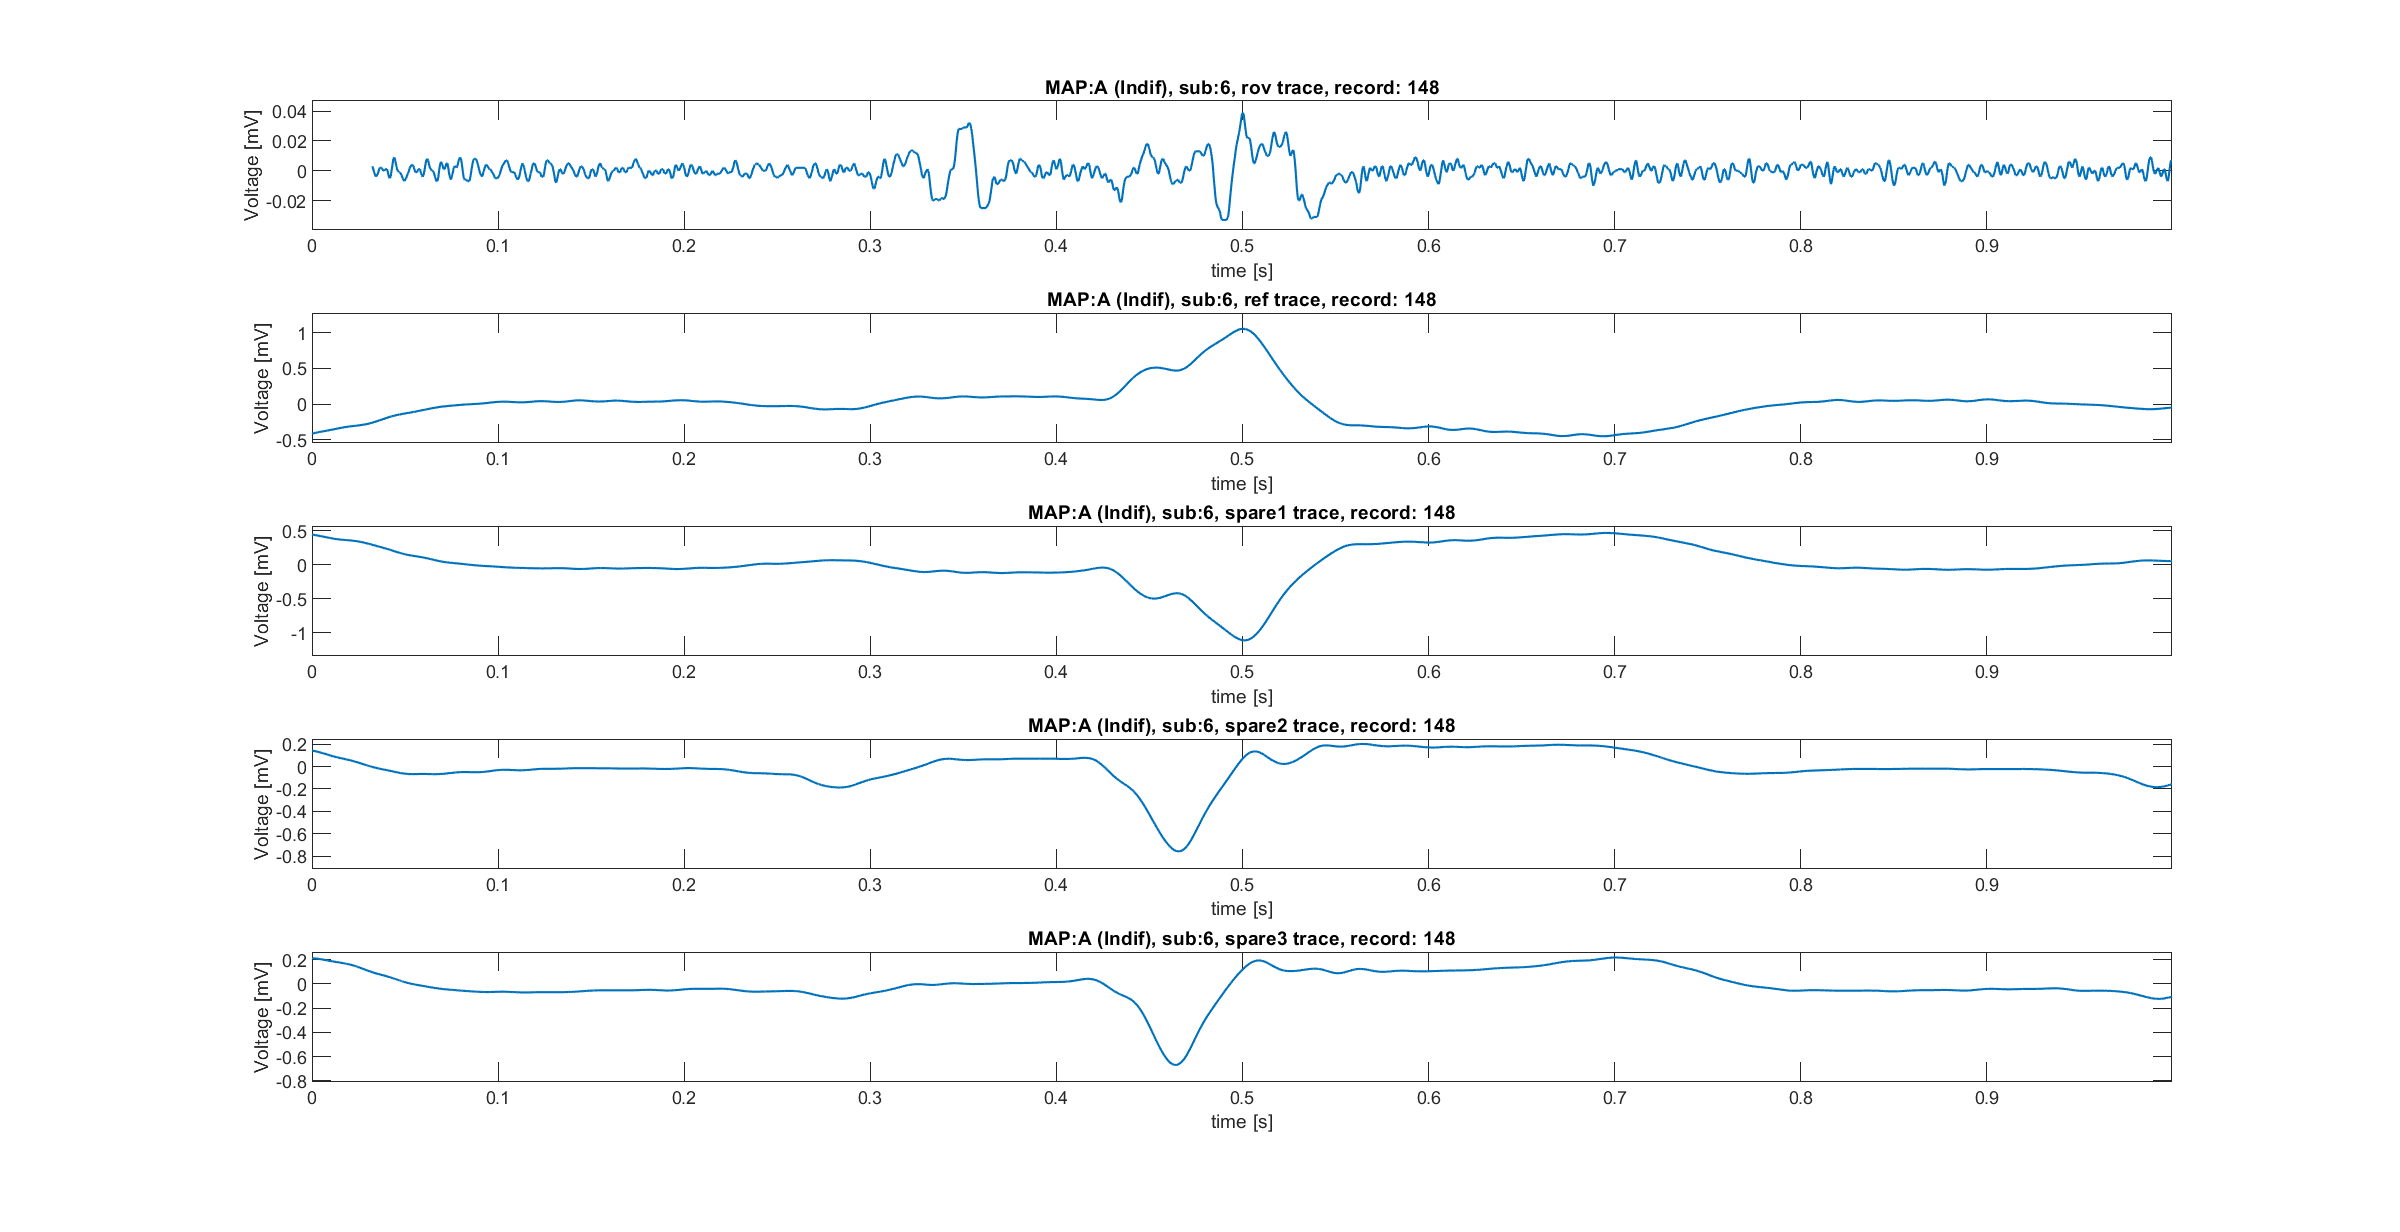 MAP:A (Indif), sub:6, rov trace, record: 148
Voltage [mV]
0.04
0.02
0
-0.02
0 0.1 0.2 0.3 0.4 0.5 0.6 0.7 0.8 0.9
time [s]
MAP:A (Indif), sub:6, ref trace, record: 148
Voltage [mV]
1
0.5
0
-0.5
0 0.1 0.2 0.3 0.4 0.5 0.6 0.7 0.8 0.9
time [s]
MAP:A (Indif), sub:6, spare1 trace, record: 148
Voltage [mV]
0.5
0
-0.5
-1
0 0.1 0.2 0.3 0.4 0.5 0.6 0.7 0.8 0.9
time [s]
MAP:A (Indif), sub:6, spare2 trace, record: 148
Voltage [mV]
0.2
0
-0.2
-0.4
-0.6
-0.8
0 0.1 0.2 0.3 0.4 0.5 0.6 0.7 0.8 0.9
time [s]
MAP:A (Indif), sub:6, spare3 trace, record: 148
Voltage [mV]
0.2
0
-0.2
-0.4
-0.6
-0.8
0 0.1 0.2 0.3 0.4 0.5 0.6 0.7 0.8 0.9
time [s]